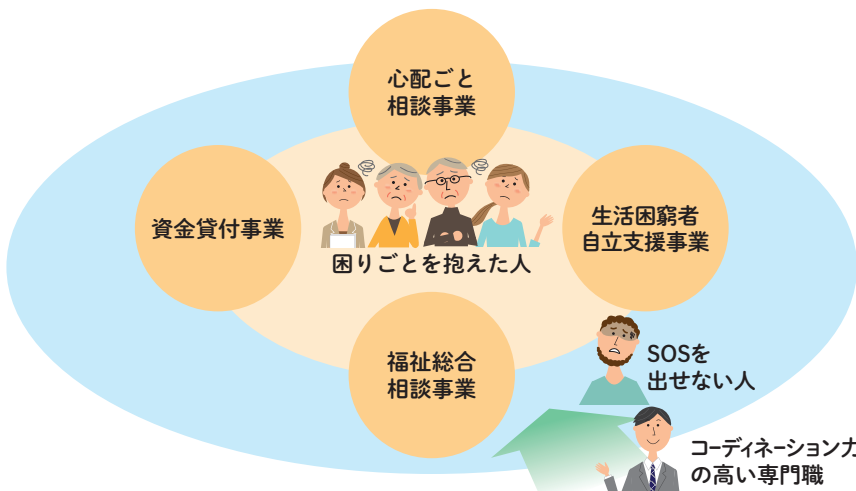 心配ごと
相談事業
資金貸付事業
生活困窮者
自立支援事業
困りごとを抱えた人
福祉総合
相談事業
SOSを
出せない人
コーディネーション力
の高い専門職